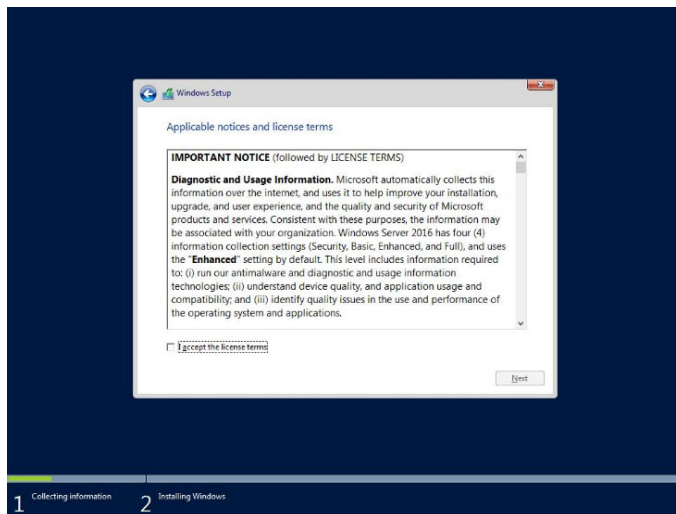 Windows Setup
Applicable notices and license terms
IMPORTANT NOTICE (followed by LICENSE TERMS)
Diagnostic and Usage Information. Microsoft automatically collects this
information over the internet, and uses it to help improve your installation,
upgrade, and user experience, and the quality and security of Microsoft
products and services. Consistent with these purposes, the information may
be associated with your organization. Windows Server 2016 has four (4)
information collection settings (Security, Basic, Enhanced, and Full), and uses
the "Enhanced" setting by default. This level includes information required
to: (i) run our antimalware and diagnostic and usage information
technologies; (ii) understand device quality, and application usage and
compatibility; and (iii) identify quality issues in the use and performance of
the operating system and applications.
I accept the license terms
Next
1 Collecting information
2 Installing Windows